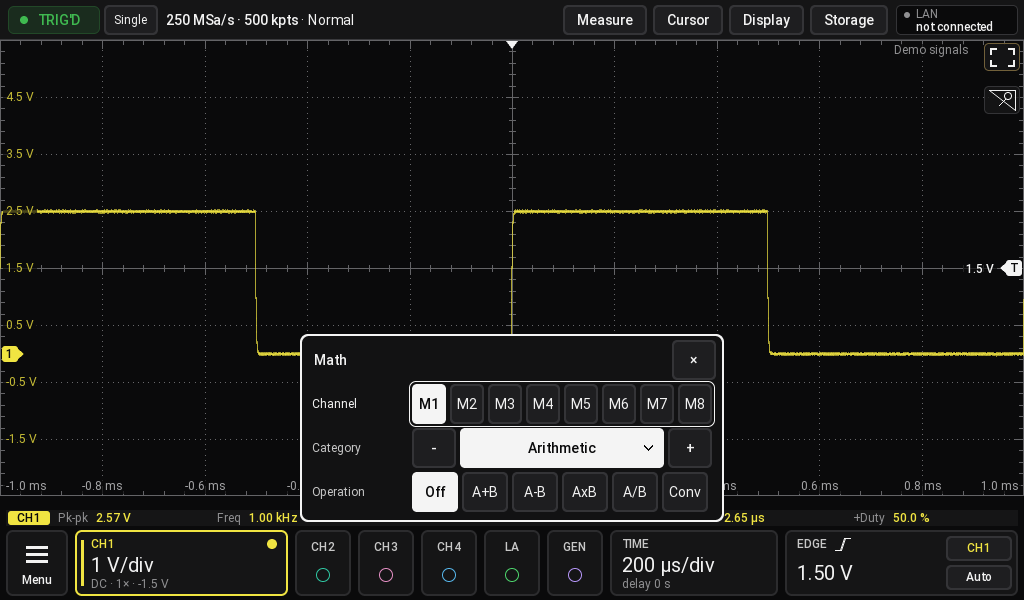 TRIG'D Single 250 MSa/s · 500 kpts · Normal Measure Cursor Display Storage LAN
not connected
Demo signals
4.5 V
3.5 V
2.5 V
1.5 V 1.5 V T
0.5 V
1
-0.5 V
-1.5 V
-1.0 ms -0.8 ms -0.6 ms 0.6 ms 0.8 ms 1.0 ms
Math ×
Channel M1 M2 M3 M4 M5 M6 M7 M8
Category - Arithmetic +
Operation Off A+B A-B AxB A/B Conv
CH1 Pk-pk 2.57 V Freq 1.00 kHz 2.65 µs +Duty 50.0 %
Menu
CH1
1 V/div
DC · 1× · -1.5 V
CH2 CH3 CH4 LA GEN
TIME
200 µs/div
delay 0 s
EDGE
1.50 V
CH1
Auto